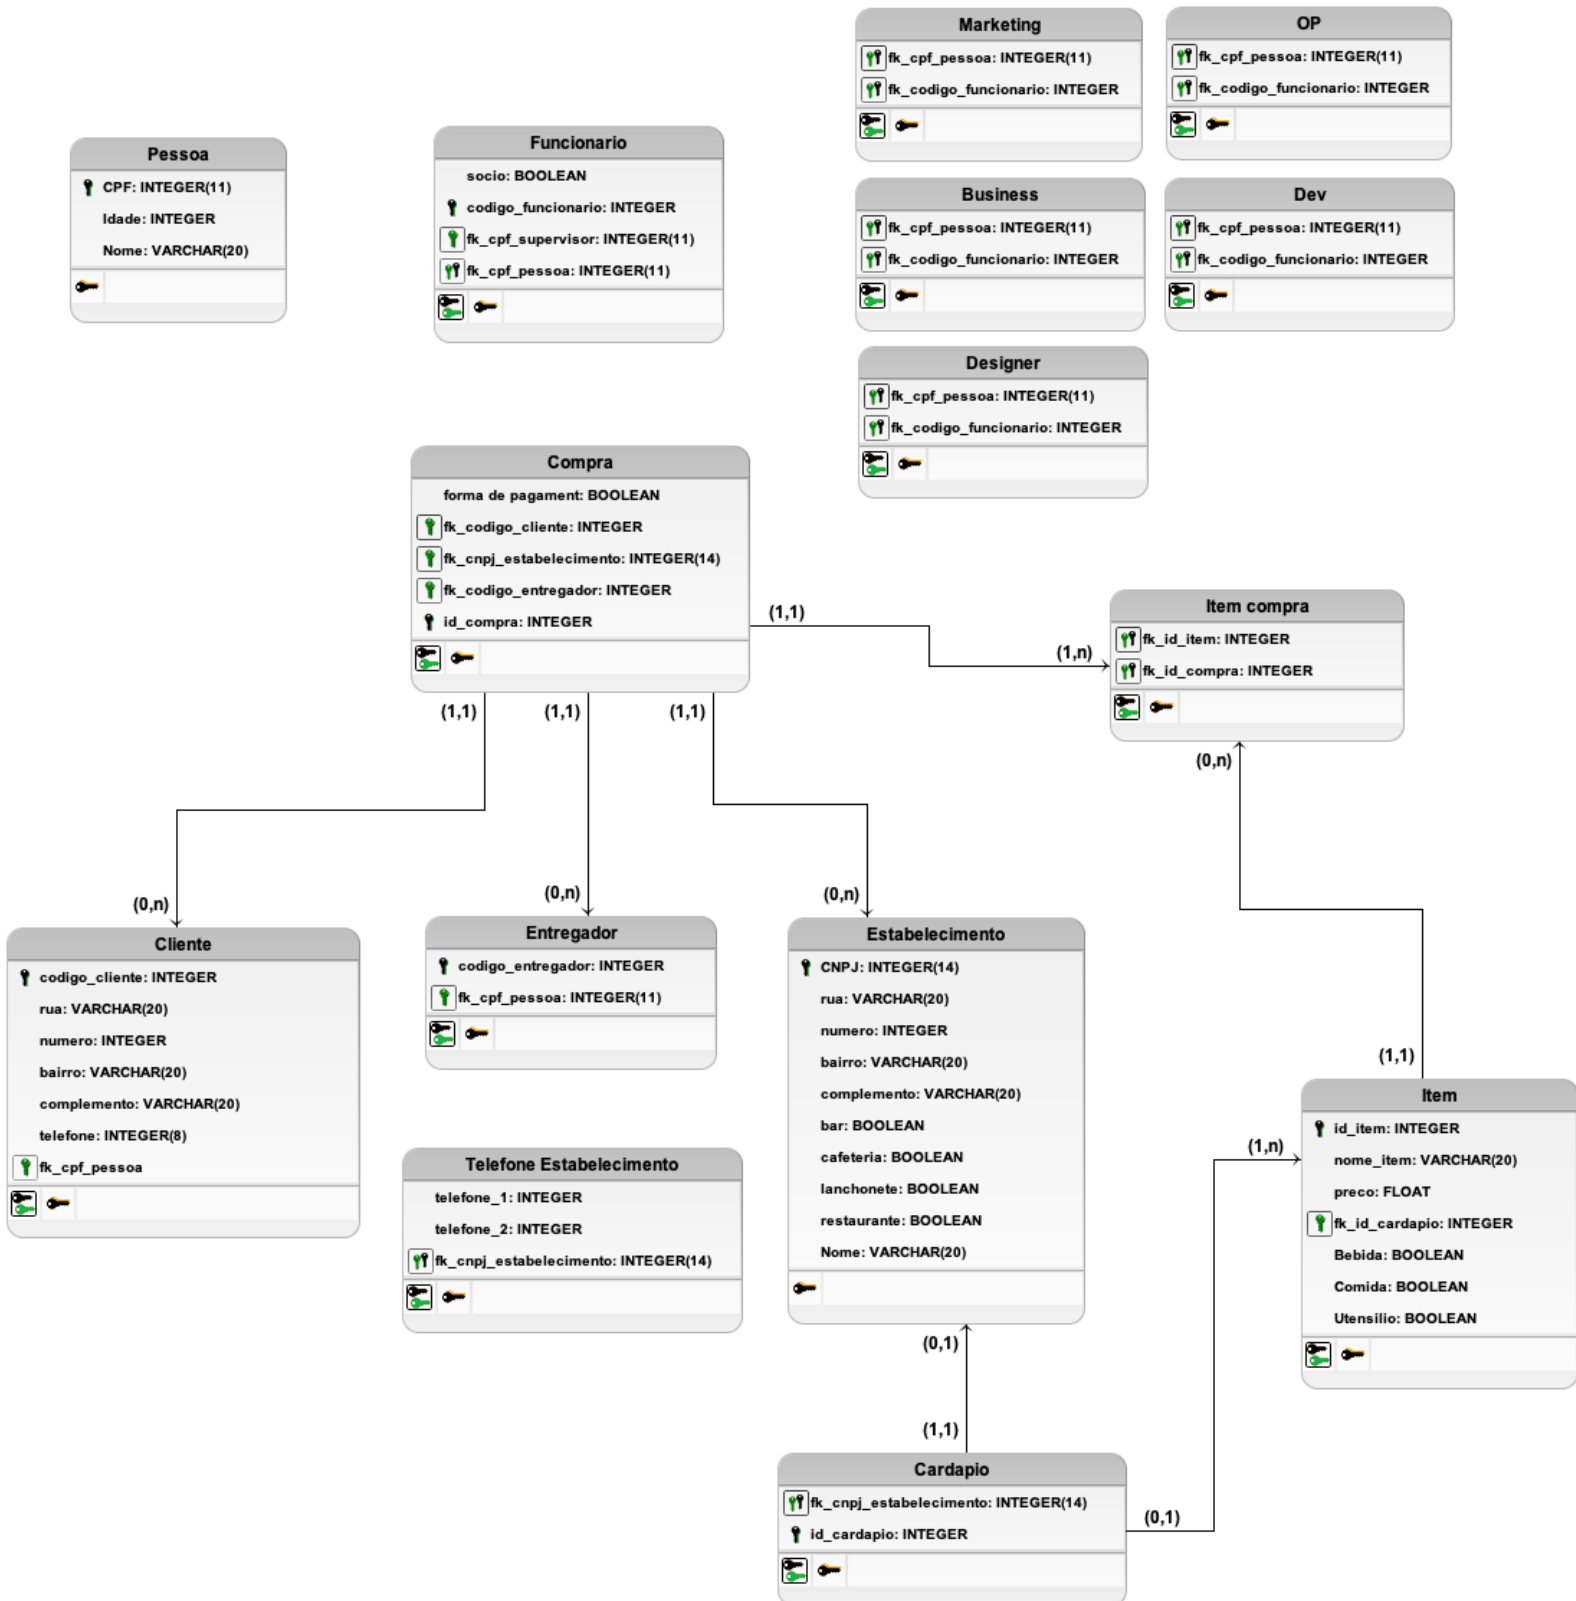 Marketing
fk_cpf_pessoa: INTEGER(11)
fk_codigo_funcionario: INTEGER
OP
fk_cpf_pessoa: INTEGER(11)
fk_codigo_funcionario: INTEGER
Pessoa
CPF: INTEGER(11)
Idade: INTEGER
Nome: VARCHAR(20)
Funcionario
socio: BOOLEAN
codigo_funcionario: INTEGER
fk_cpf_supervisor: INTEGER(11)
fk_cpf_pessoa: INTEGER(11)
Business
fk_cpf_pessoa: INTEGER(11)
fk_codigo_funcionario: INTEGER
Dev
fk_cpf_pessoa: INTEGER(11)
fk_codigo_funcionario: INTEGER
Designer
fk_cpf_pessoa: INTEGER(11)
fk_codigo_funcionario: INTEGER
Compra
forma de pagament: BOOLEAN
fk_codigo_cliente: INTEGER
fk_cnpj_estabelecimento: INTEGER(14)
fk_codigo_entregador: INTEGER
id_compra: INTEGER
(1,1)
(1,n)
Item compra
fk_id_item: INTEGER
fk_id_compra: INTEGER
(1,1)
(1,1)
(1,1)
(0,n)
(0,n)
(0,n)
(0,n)
Cliente
codigo_cliente: INTEGER
rua: VARCHAR(20)
numero: INTEGER
bairro: VARCHAR(20)
complemento: VARCHAR(20)
telefone: INTEGER(8)
fk_cpf_pessoa
Entregador
codigo_entregador: INTEGER
fk_cpf_pessoa: INTEGER(11)
Estabelecimento
CNPJ: INTEGER(14)
rua: VARCHAR(20)
numero: INTEGER
bairro: VARCHAR(20)
complemento: VARCHAR(20)
bar: BOOLEAN
cafeteria: BOOLEAN
lanchonete: BOOLEAN
restaurante: BOOLEAN
Nome: VARCHAR(20)
Telefone Estabelecimento
telefone_1: INTEGER
telefone_2: INTEGER
fk_cnpj_estabelecimento: INTEGER(14)
(1,1)
Item
id_item: INTEGER
nome_item: VARCHAR(20)
preco: FLOAT
fk_id_cardapio: INTEGER
Bebida: BOOLEAN
Comida: BOOLEAN
Utensilio: BOOLEAN
(1,n)
(0,1)
(1,1)
Cardapio
fk_cnpj_estabelecimento: INTEGER(14)
id_cardapio: INTEGER
(0,1)